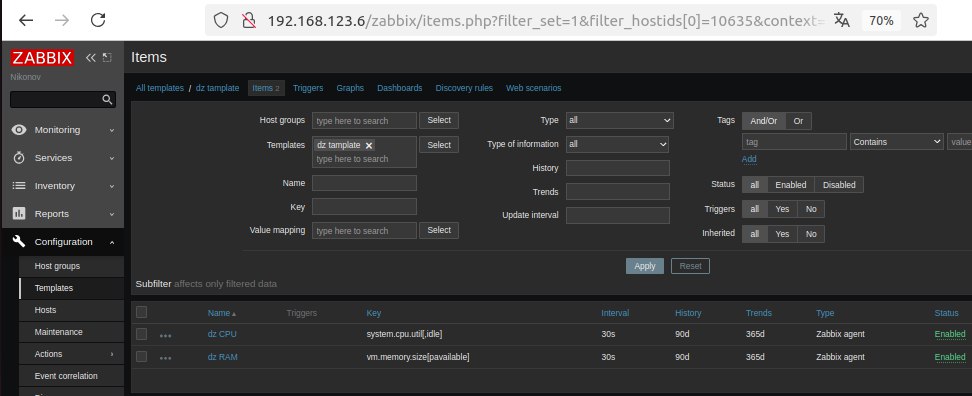 192.168.123.6/zabbix/items.php?filter_set=1&filter_hostids[0]=10635&context=
70%
ZABBIX
Nikonov
Monitoring
Services
Inventory
Reports
Configuration
Host groups
Templates
Hosts
Maintenance
Actions
Event correlation
Items
All templates / dz tamplate Items 2 Triggers Graphs Dashboards Discovery rules Web scenarios
Host groups type here to search Select
Templates dz tamplate Select
type here to search
Name
Key
Value mapping type here to search Select
Type all
Type of information all
History
Trends
Update interval
Tags And/Or Or
tag Contains value
Add
Status all Enabled Disabled
Triggers all Yes No
Inherited all Yes No
Apply Reset
Subfilter affects only filtered data
Name Triggers Key Interval History Trends Type Status
dz CPU system.cpu.util[,idle] 30s 90d 365d Zabbix agent Enabled
dz RAM vm.memory.size[pavailable] 30s 90d 365d Zabbix agent Enabled